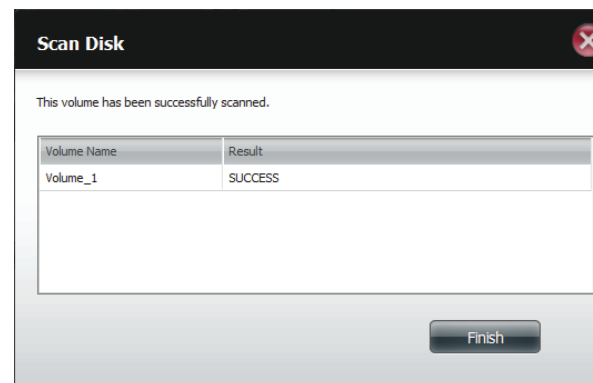 Scan Disk
This volume has been successfully scanned.
Volume Name Result
Volume_1 SUCCESS
Finish